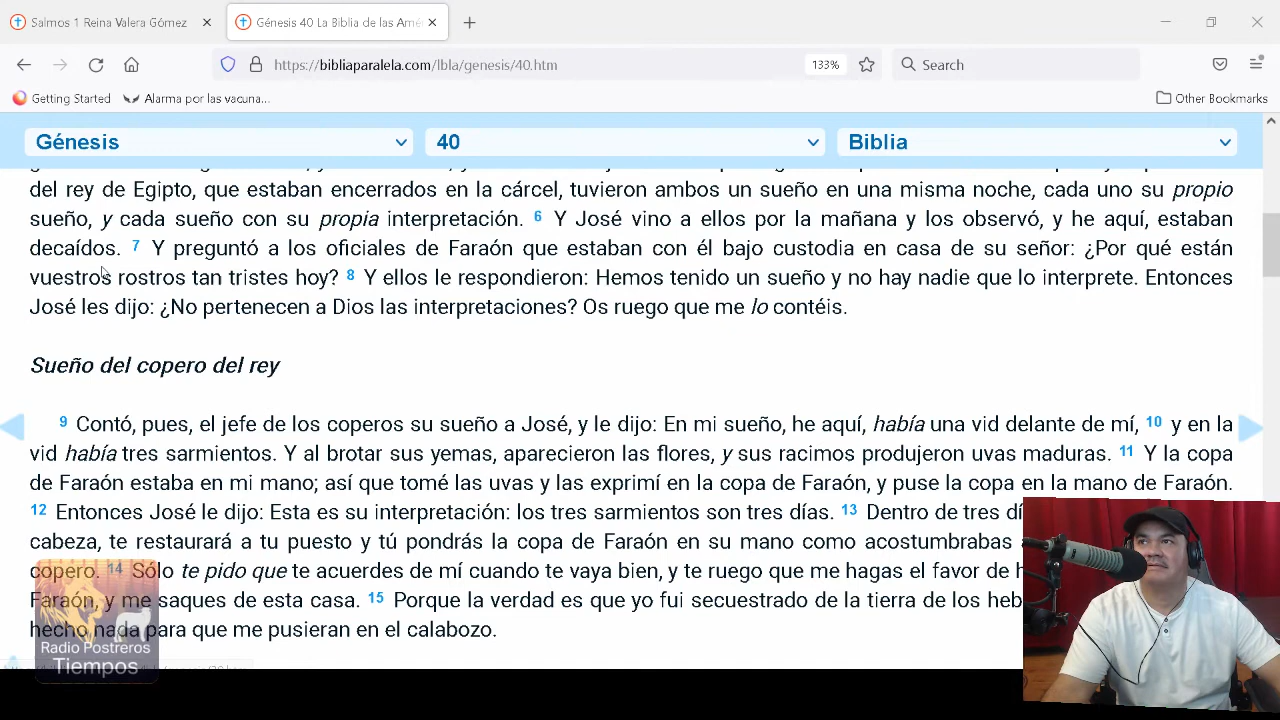 Salmos 1 Reina Valera Gómez
Génesis 40 La Biblia de las Amé
https://bibliaparalela.com/lbla/genesis/40.htm
133%
Search
Getting Started
Alarma por las vacuna...
Other Bookmarks
Génesis
40
Biblia
del rey de Egipto, que estaban encerrados en la cárcel, tuvieron ambos un sueño en una misma noche, cada uno su propio
sueño, y cada sueño con su propia interpretación. 6 Y José vino a ellos por la mañana y los observó, y he aquí, estaban
decaídos. 7 Y preguntó a los oficiales de Faraón que estaban con él bajo custodia en casa de su señor: ¿Por qué están
vuestros rostros tan tristes hoy? 8 Y ellos le respondieron: Hemos tenido un sueño y no hay nadie que lo interprete. Entonces
José les dijo: ¿No pertenecen a Dios las interpretaciones? Os ruego que me lo contéis.
Sueño del copero del rey
9 Contó, pues, el jefe de los coperos su sueño a José, y le dijo: En mi sueño, he aquí, había una vid delante de mí, 10 y en la
vid había tres sarmientos. Y al brotar sus yemas, aparecieron las flores, y sus racimos produjeron uvas maduras. 11 Y la copa
de Faraón estaba en mi mano; así que tomé las uvas y las exprimí en la copa de Faraón, y puse la copa en la mano de Faraón.
12 Entonces José le dijo: Esta es su interpretación: los tres sarmientos son tres días. 13 Dentro de tres dí
cabeza, te restaurará a tu puesto y tú pondrás la copa de Faraón en su mano como acostumbrabas
copero. 14 Sólo te pido que te acuerdes de mí cuando te vaya bien, y te ruego que me hagas el favor de h
Faraón, y me saques de esta casa. 15 Porque la verdad es que yo fui secuestrado de la tierra de los heb
hecho nada para que me pusieran en el calabozo.
Radio Postreros
Tiempos